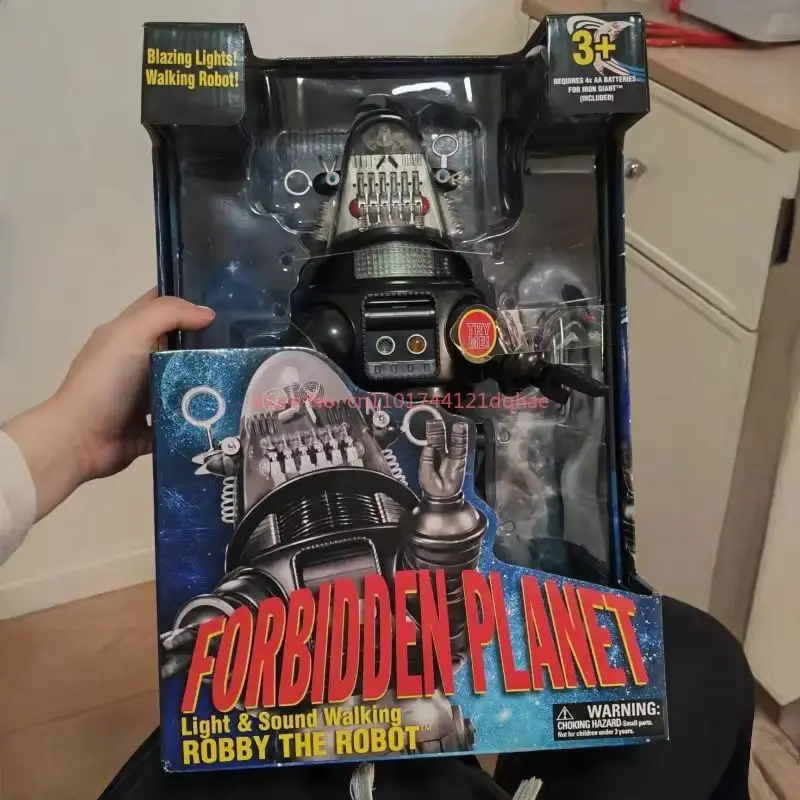 Blazing Lights!
Walking Robot!
3+
REQUIRES 4x AA BATTERIES
FOR IRON GIANT™
(INCLUDED)
TRY
ME!
cn1101744121dqhae
FORBIDDEN PLANET
Light & Sound Walking
ROBBY THE ROBOT™
WARNING:
CHOKING HAZARD-Small parts.
Not for children under 3 years.